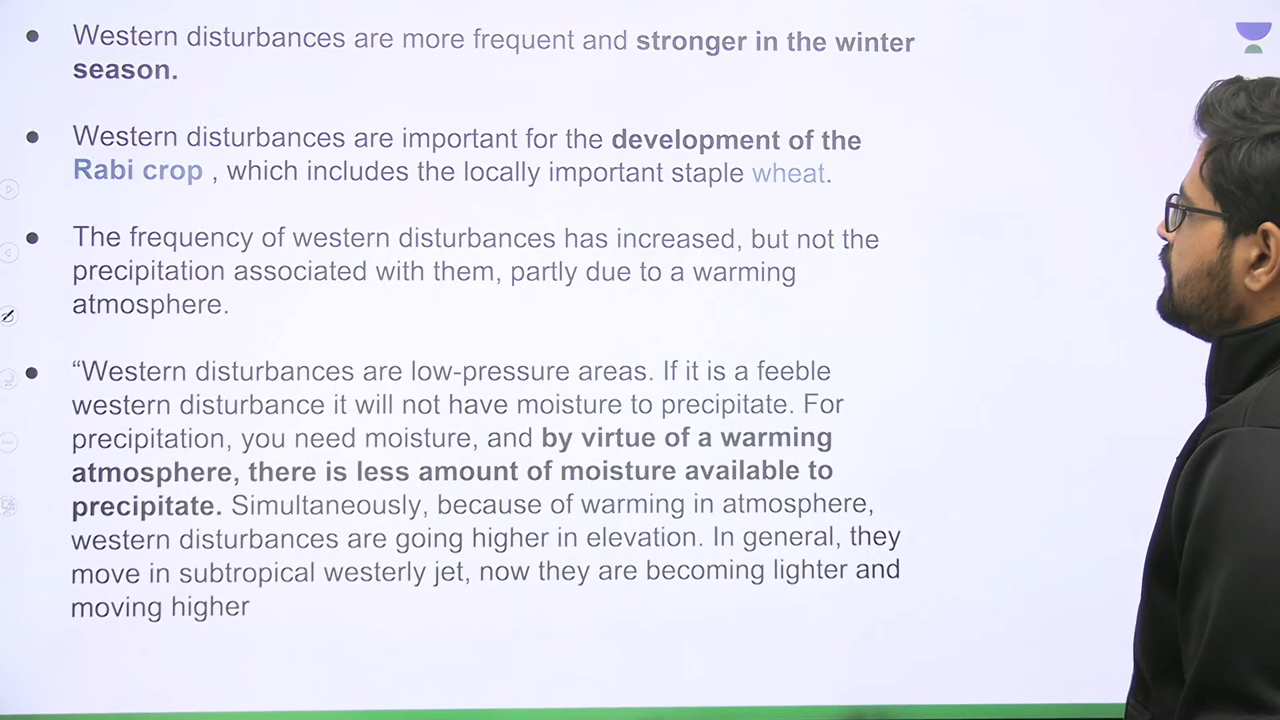 ● Western disturbances are more frequent and stronger in the winter
season.
● Western disturbances are important for the development of the
Rabi crop , which includes the locally important staple wheat.
● The frequency of western disturbances has increased, but not the
precipitation associated with them, partly due to a warming
atmosphere.
● “Western disturbances are low-pressure areas. If it is a feeble
western disturbance it will not have moisture to precipitate. For
precipitation, you need moisture, and by virtue of a warming
atmosphere, there is less amount of moisture available to
precipitate. Simultaneously, because of warming in atmosphere,
western disturbances are going higher in elevation. In general, they
move in subtropical westerly jet, now they are becoming lighter and
moving higher